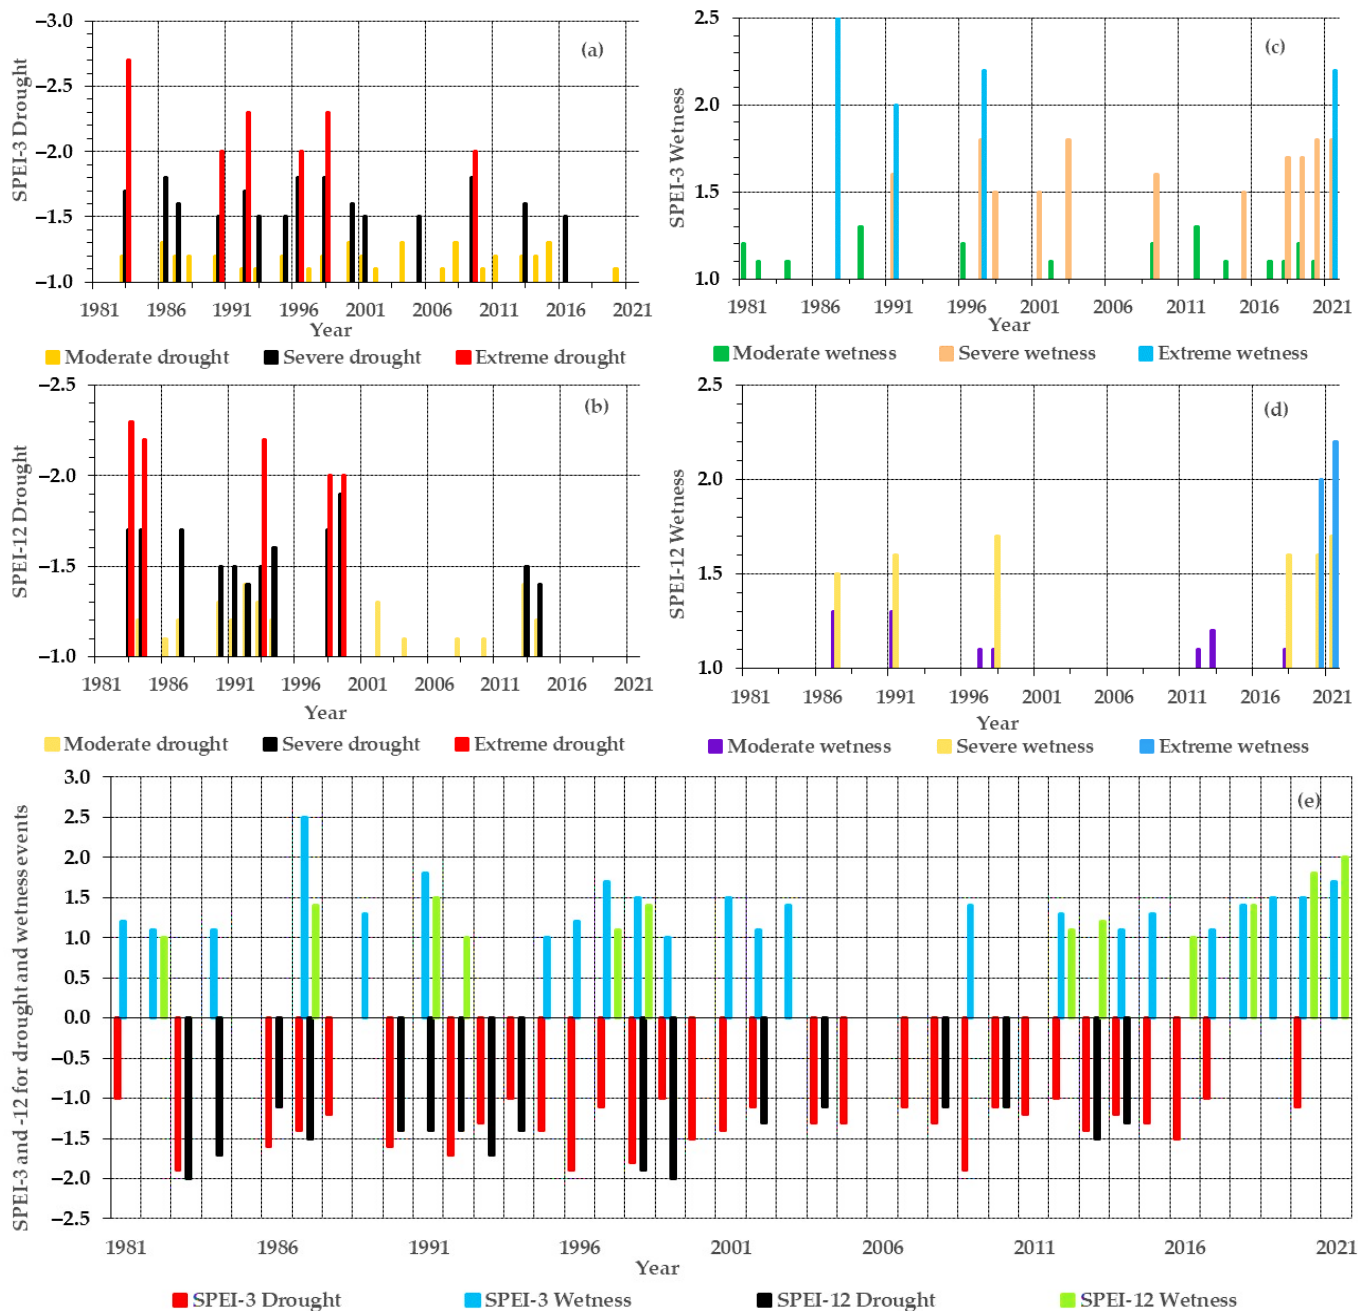 (a)
SPEI-3 Drought
−3.0
−2.5
−2.0
−1.5
−1.0
1981 1986 1991 1996 2001 2006 2011 2016 2021
Year
Moderate drought Severe drought Extreme drought
(c)
SPEI-3 Wetness
2.5
2.0
1.5
1.0
1981 1986 1991 1996 2001 2006 2011 2016 2021
Year
Moderate wetness Severe wetness Extreme wetness
(b)
SPEI-12 Drought
−2.5
−2.0
−1.5
−1.0
1981 1986 1991 1996 2001 2006 2011 2016 2021
Year
Moderate drought Severe drought Extreme drought
(d)
SPEI-12 Wetness
2.5
2.0
1.5
1.0
1981 1986 1991 1996 2001 2006 2011 2016 2021
Year
Moderate wetness Severe wetness Extreme wetness
(e)
SPEI-3 and -12 for drought and wetness events
3.0
2.5
2.0
1.5
1.0
0.5
0.0
−0.5
−1.0
−1.5
−2.0
−2.5
1981 1986 1991 1996 2001 2006 2011 2016 2021
Year
SPEI-3 Drought SPEI-3 Wetness SPEI-12 Drought SPEI-12 Wetness